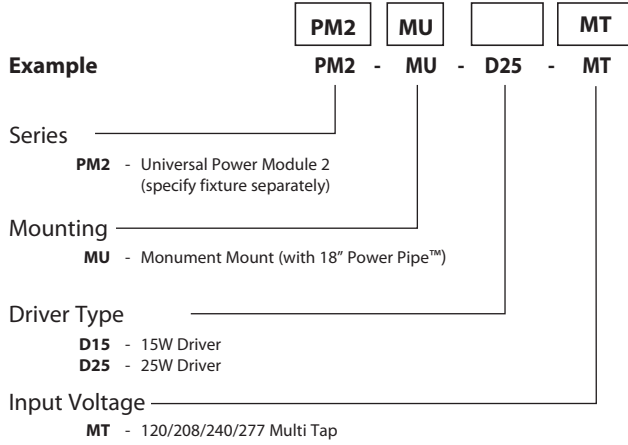 PM2 MU MT
Example PM2 - MU - D25 - MT
Series
PM2 - Universal Power Module 2
(specify fixture separately)
Mounting
MU - Monument Mount (with 18” Power Pipe™)
Driver Type
D15 - 15W Driver
D25 - 25W Driver
Input Voltage
MT - 120/208/240/277 Multi Tap